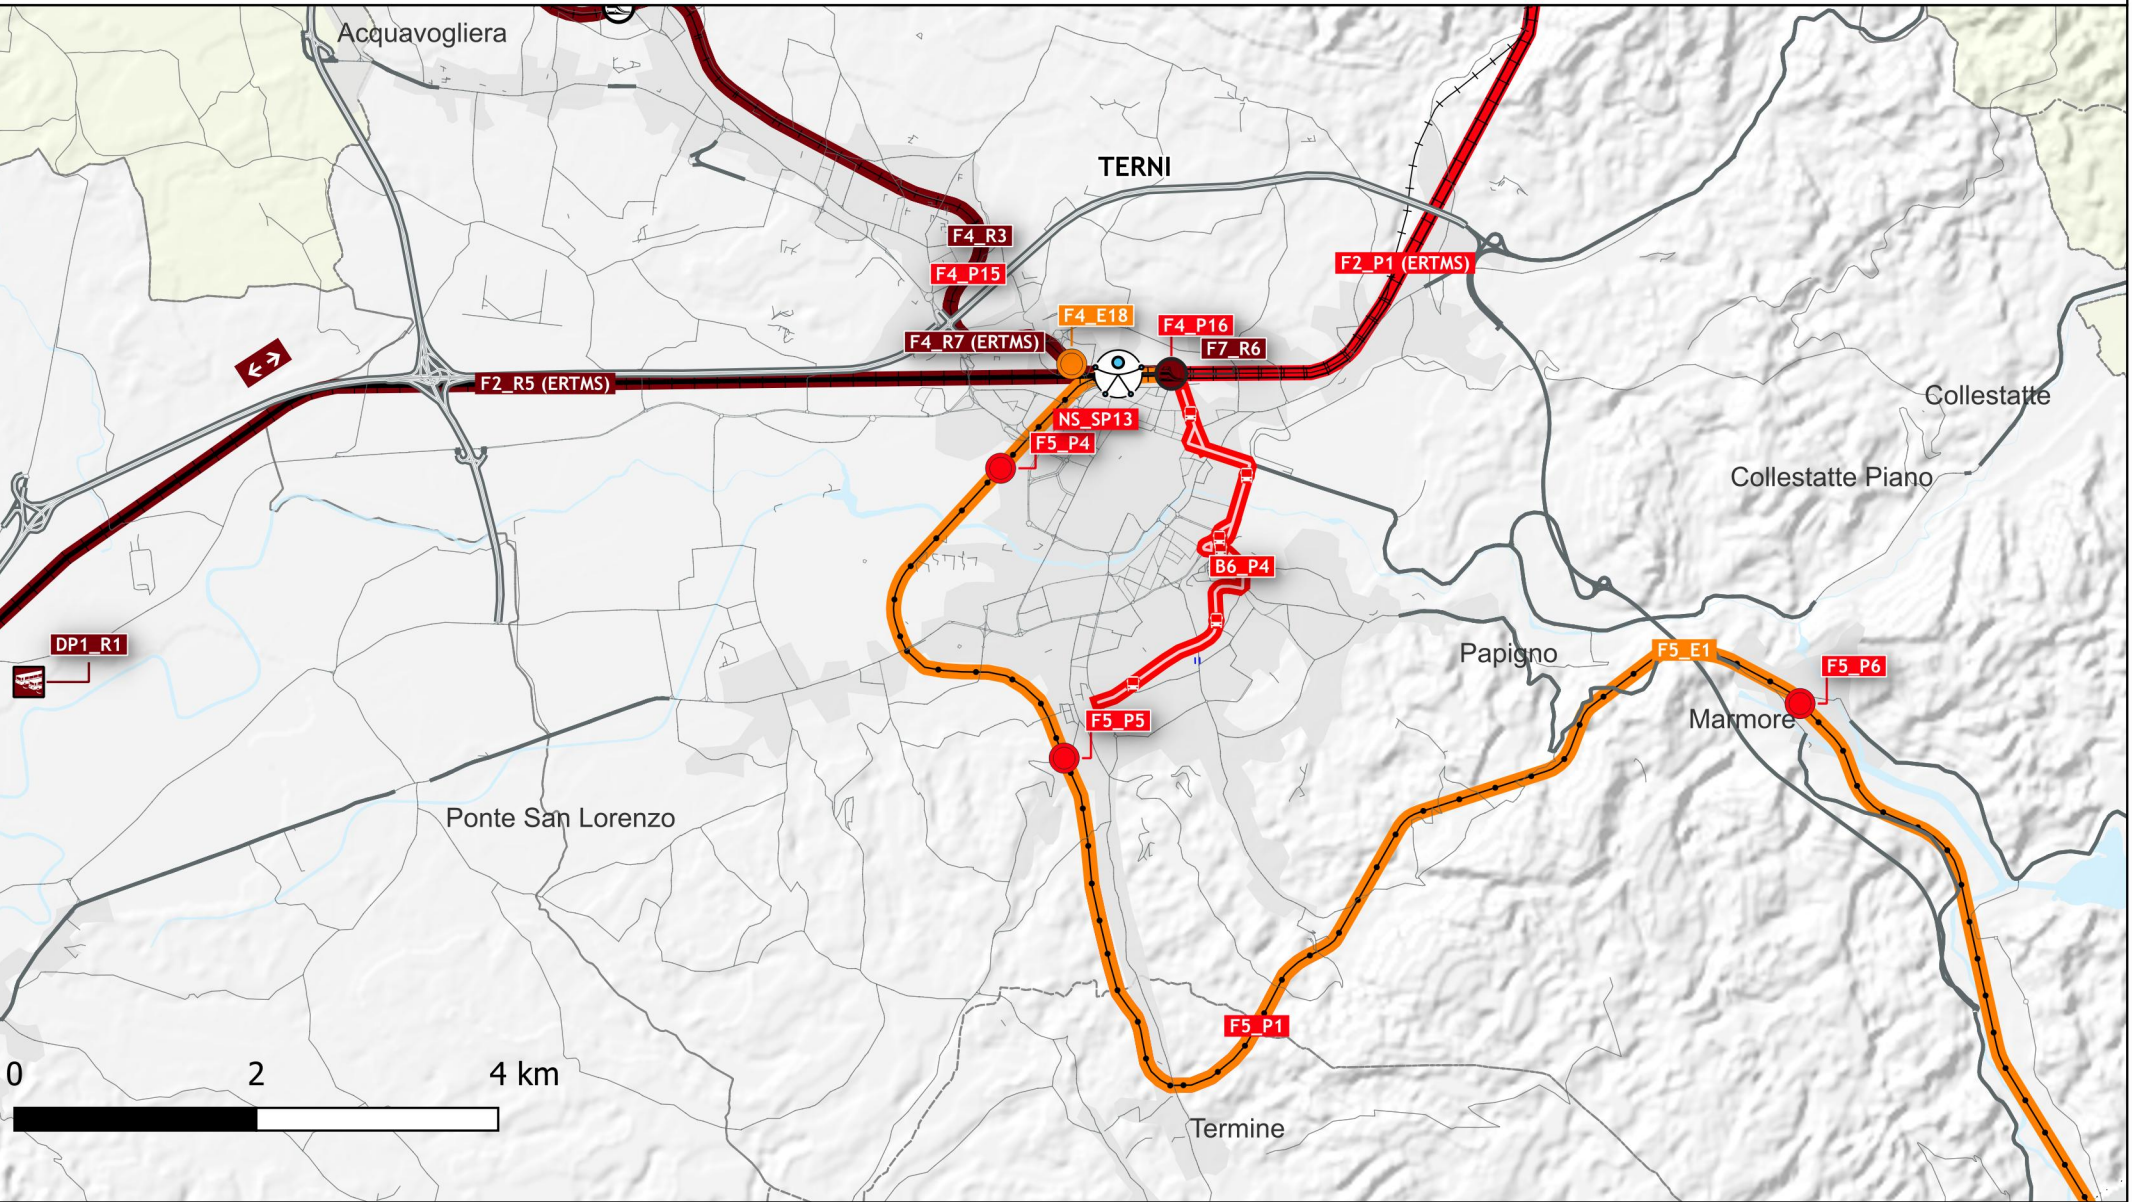 Acquavogliera
TERNI
F4_R3
F4_P15
F2_P1 (ERTMS)
F4_E18
F4_P16
F4_R7 (ERTMS)
F7_R6
F2_R5 (ERTMS)
Collestatte
NS_SP13
F5_P4
Collestatte Piano
B6_P4
DP1_R1
Papigno
F5_E1
F5_P6
F5_P5
Marmore
Ponte San Lorenzo
F5_P1
0 2 4 km
Termine